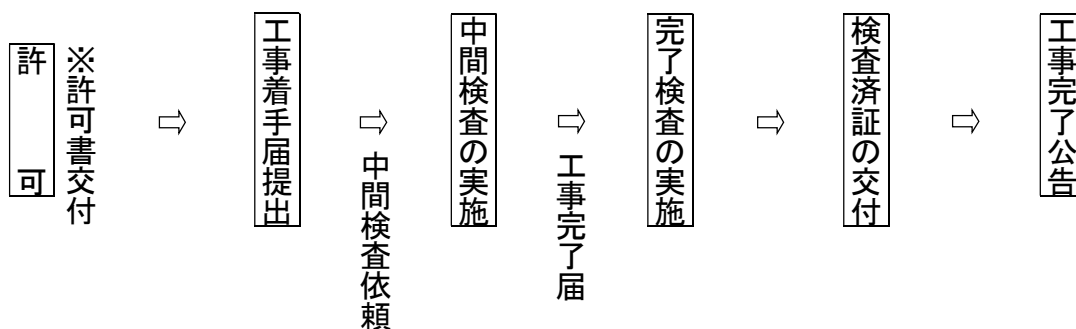 許可
※許可書交付
⇨
工事着手届提出
⇨
中間検査依頼
中間検査の実施
⇨
工事完了届
完了検査の実施
⇨
検査済証の交付
⇨
工事完了公告